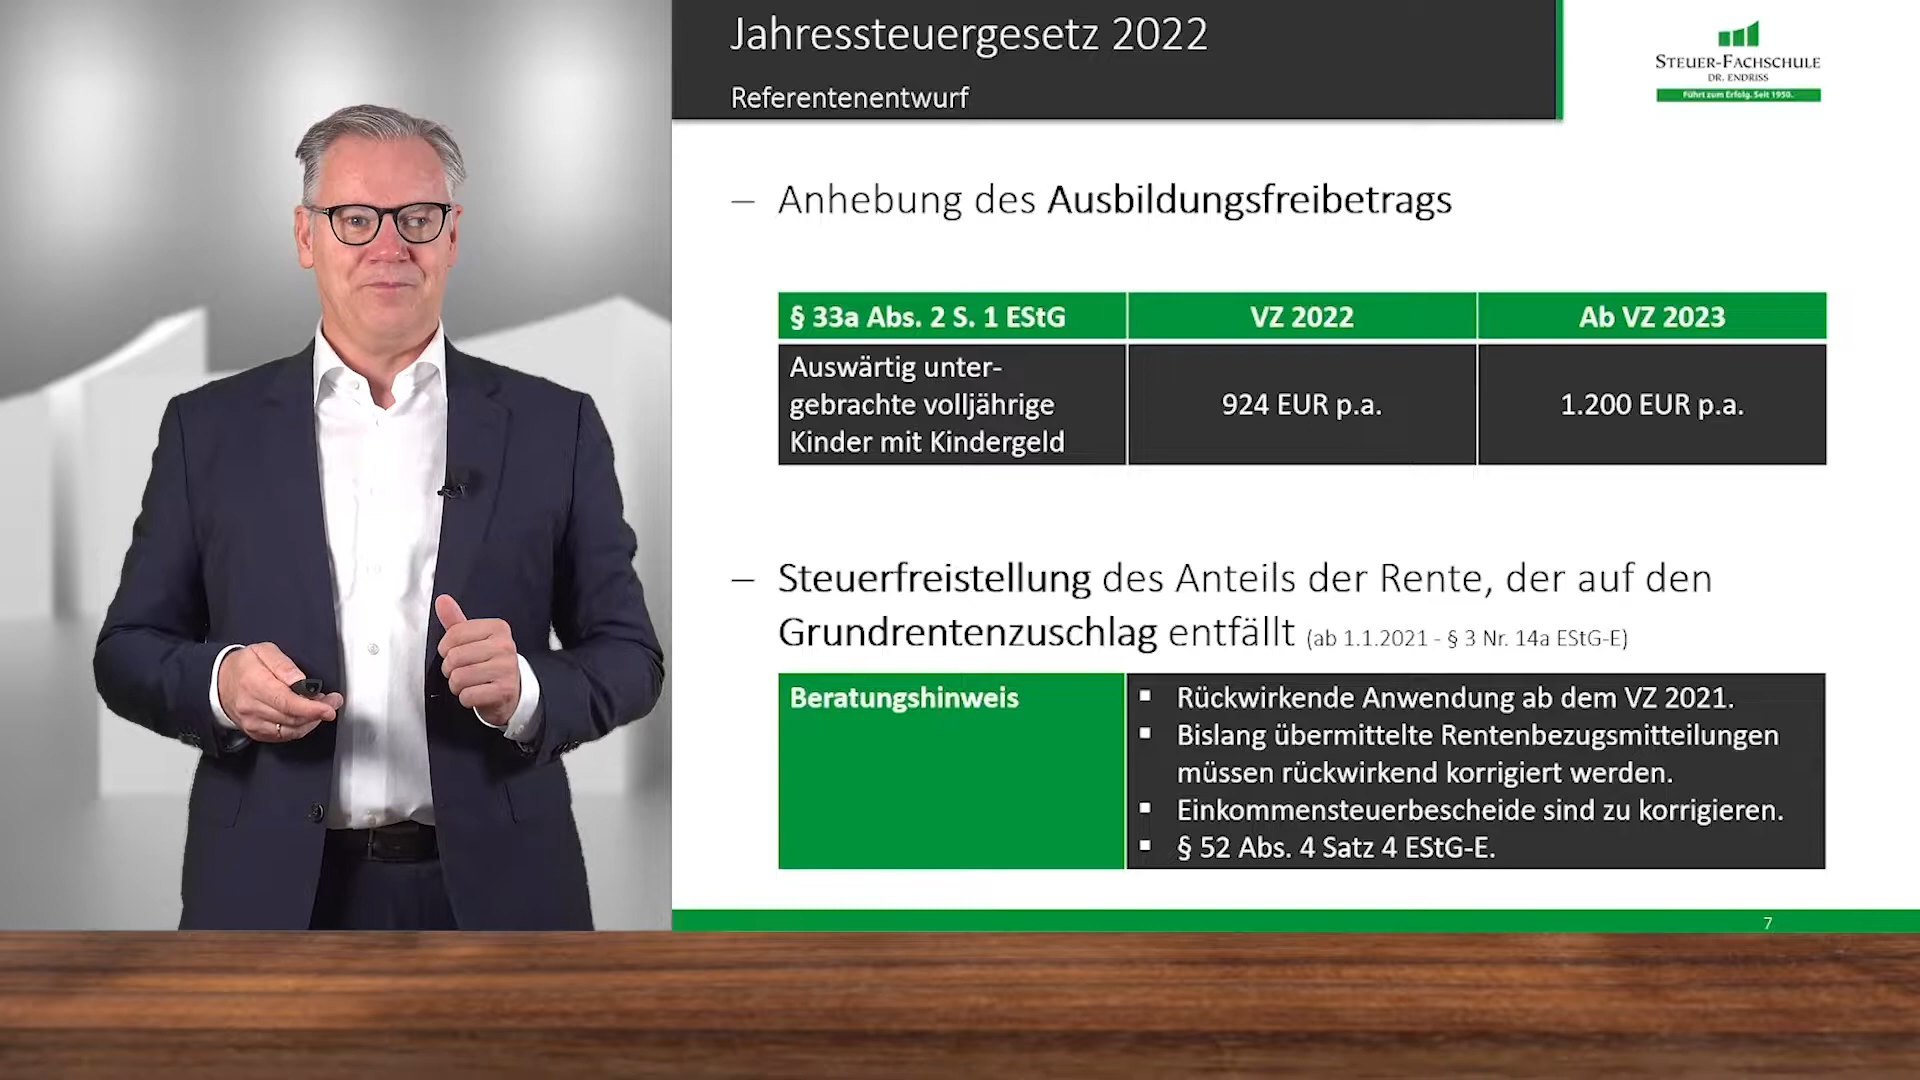 Jahressteuergesetz 2022
Referentenentwurf
STEUER-FACHSCHULE
DR. ENDRISS
Führt zum Erfolg. Seit 1950.
– Anhebung des Ausbildungsfreibetrags
§ 33a Abs. 2 S. 1 EStG VZ 2022 Ab VZ 2023
Auswärtig unter-
gebrachte volljährige
Kinder mit Kindergeld
924 EUR p.a. 1.200 EUR p.a.
– Steuerfreistellung des Anteils der Rente, der auf den
Grundrentenzuschlag entfällt (ab 1.1.2021 - § 3 Nr. 14a EStG-E)
Beratungshinweis
▪ Rückwirkende Anwendung ab dem VZ 2021.
▪ Bislang übermittelte Rentenbezugsmitteilungen
müssen rückwirkend korrigiert werden.
▪ Einkommensteuerbescheide sind zu korrigieren.
▪ § 52 Abs. 4 Satz 4 EStG-E.
7